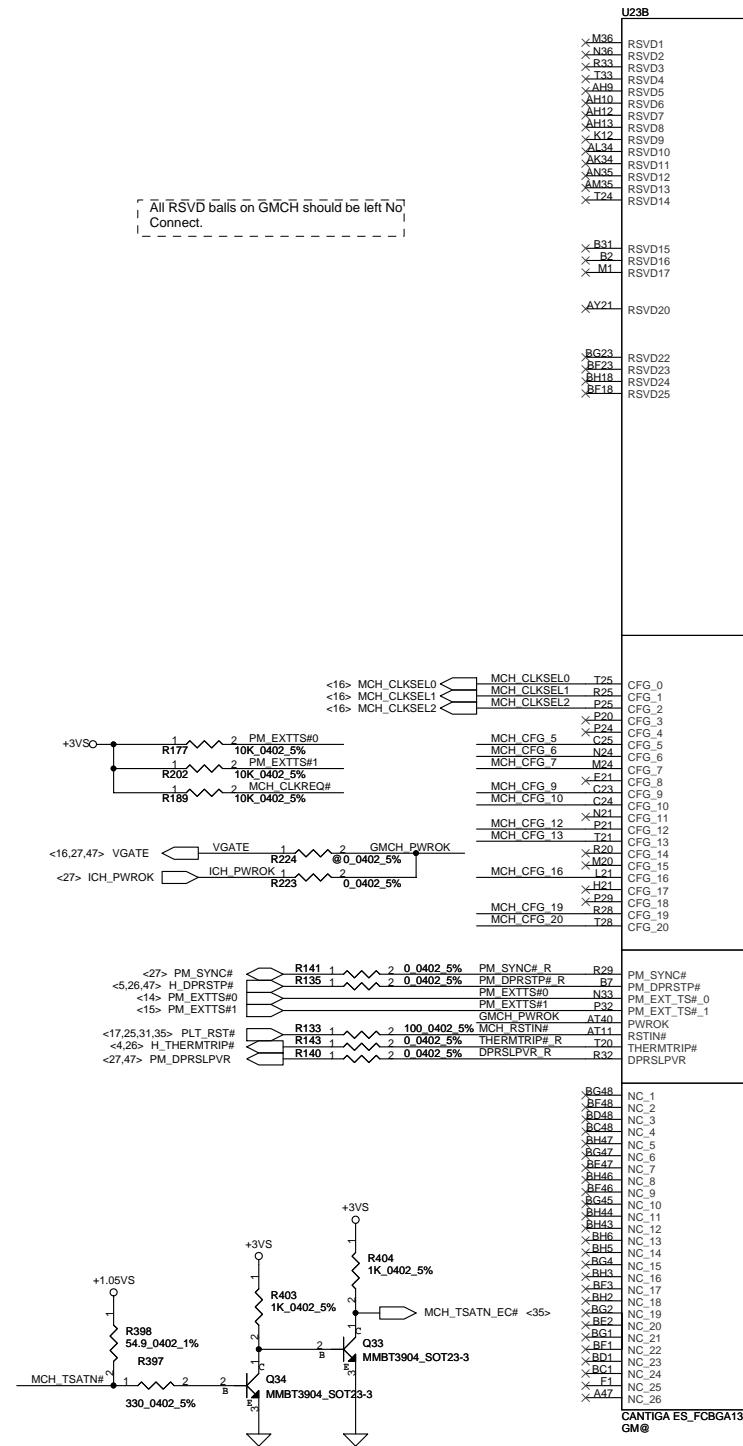 U23B
M36 RSVD1
N36 RSVD2
R33 RSVD3
T33 RSVD4
AH9 RSVD5
AH10 RSVD6
AH12 RSVD7
AH13 RSVD8
K12 RSVD9
AL34 RSVD10
AK34 RSVD11
AN35 RSVD12
AM35 RSVD13
T24 RSVD14
All RSVD balls on GMCH should be left No
Connect.
B31 RSVD15
B2 RSVD16
M1 RSVD17
AY21 RSVD20
BG23 RSVD22
BF23 RSVD23
BH18 RSVD24
BF18 RSVD25
<16> MCH_CLKSEL0 MCH_CLKSEL0 T25 CFG_0
<16> MCH_CLKSEL1 MCH_CLKSEL1 R25 CFG_1
<16> MCH_CLKSEL2 MCH_CLKSEL2 P25 CFG_2
P20 CFG_3
P24 CFG_4
MCH_CFG_5 C25 CFG_5
MCH_CFG_6 N24 CFG_6
MCH_CFG_7 M24 CFG_7
E21 CFG_8
MCH_CFG_9 C23 CFG_9
MCH_CFG_10 C24 CFG_10
N21 CFG_11
MCH_CFG_12 P21 CFG_12
MCH_CFG_13 T21 CFG_13
R20 CFG_14
M20 CFG_15
MCH_CFG_16 L21 CFG_16
H21 CFG_17
P29 CFG_18
MCH_CFG_19 R28 CFG_19
MCH_CFG_20 T28 CFG_20
+3VS
1 2 PM_EXTTS#0
R177 10K_0402_5%
1 2 PM_EXTTS#1
R202 10K_0402_5%
1 2 MCH_CLKREQ#
R189 10K_0402_5%
<16,27,47> VGATE VGATE 1 2 GMCH_PWROK
R224 @0_0402_5%
<27> ICH_PWROK ICH_PWROK 1 2
R223 0_0402_5%
<27> PM_SYNC# R141 1 2 0_0402_5% PM_SYNC#_R R29 PM_SYNC#
<5,26,47> H_DPRSTP# R135 1 2 0_0402_5% PM_DPRSTP#_R B7 PM_DPRSTP#
<14> PM_EXTTS#0 PM_EXTTS#0 N33 PM_EXT_TS#_0
<15> PM_EXTTS#1 PM_EXTTS#1 P32 PM_EXT_TS#_1
GMCH_PWROK AT40 PWROK
<17,25,31,35> PLT_RST# R133 1 2 100_0402_5% MCH_RSTIN# AT11 RSTIN#
<4,26> H_THERMTRIP# R143 1 2 0_0402_5% THERMTRIP#_R T20 THERMTRIP#
<27,47> PM_DPRSLPVR R140 1 2 0_0402_5% DPRSLPVR_R R32 DPRSLPVR
BG48 NC_1
BF48 NC_2
BD48 NC_3
BC48 NC_4
BH47 NC_5
BG47 NC_6
BE47 NC_7
BH46 NC_8
BF46 NC_9
BG45 NC_10
BH44 NC_11
BH43 NC_12
BH6 NC_13
BH5 NC_14
BG4 NC_15
BH3 NC_16
BF3 NC_17
BH2 NC_18
BG2 NC_19
BE2 NC_20
BG1 NC_21
BF1 NC_22
BD1 NC_23
BC1 NC_24
F1 NC_25
A47 NC_26
+3VS
1
R404
1K_0402_5%
2
MCH_TSATN_EC# <35>
+3VS
1
R403
1K_0402_5%
2
+1.05VS
1
R398
54.9_0402_1%
2
R397
MCH_TSATN# 1 2
330_0402_5%
2 B 1 C E 3
Q34
MMBT3904_SOT23-3
2 B 1 C E 3
Q33
MMBT3904_SOT23-3
CANTIGA ES_FCBGA13
GM@